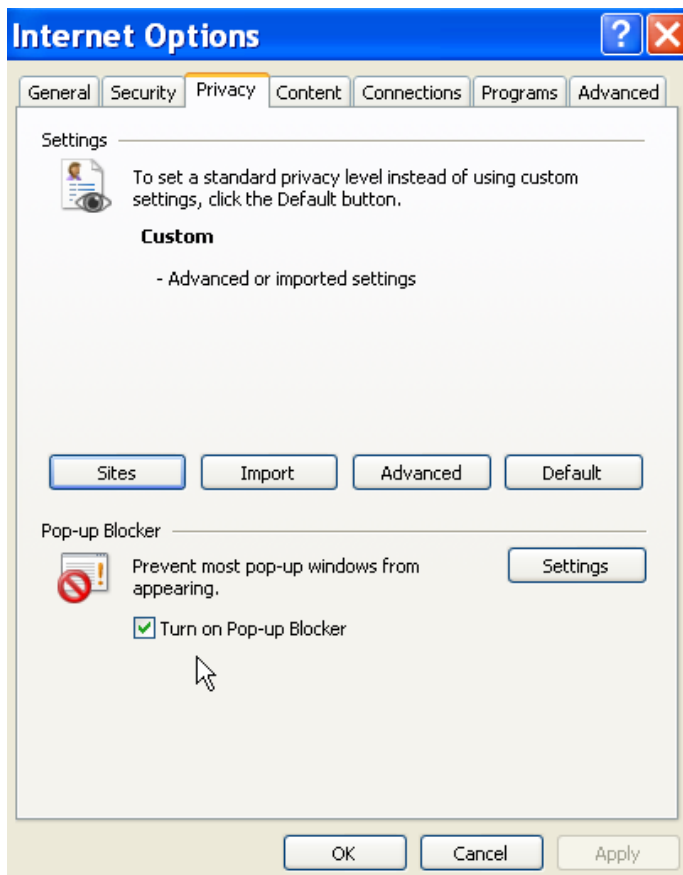 Internet Options
?
General Security Privacy Content Connections Programs Advanced
Settings
To set a standard privacy level instead of using custom
settings, click the Default button.
Custom
- Advanced or imported settings
Sites Import Advanced Default
Pop-up Blocker
Prevent most pop-up windows from
appearing.
Settings
Turn on Pop-up Blocker
OK Cancel Apply